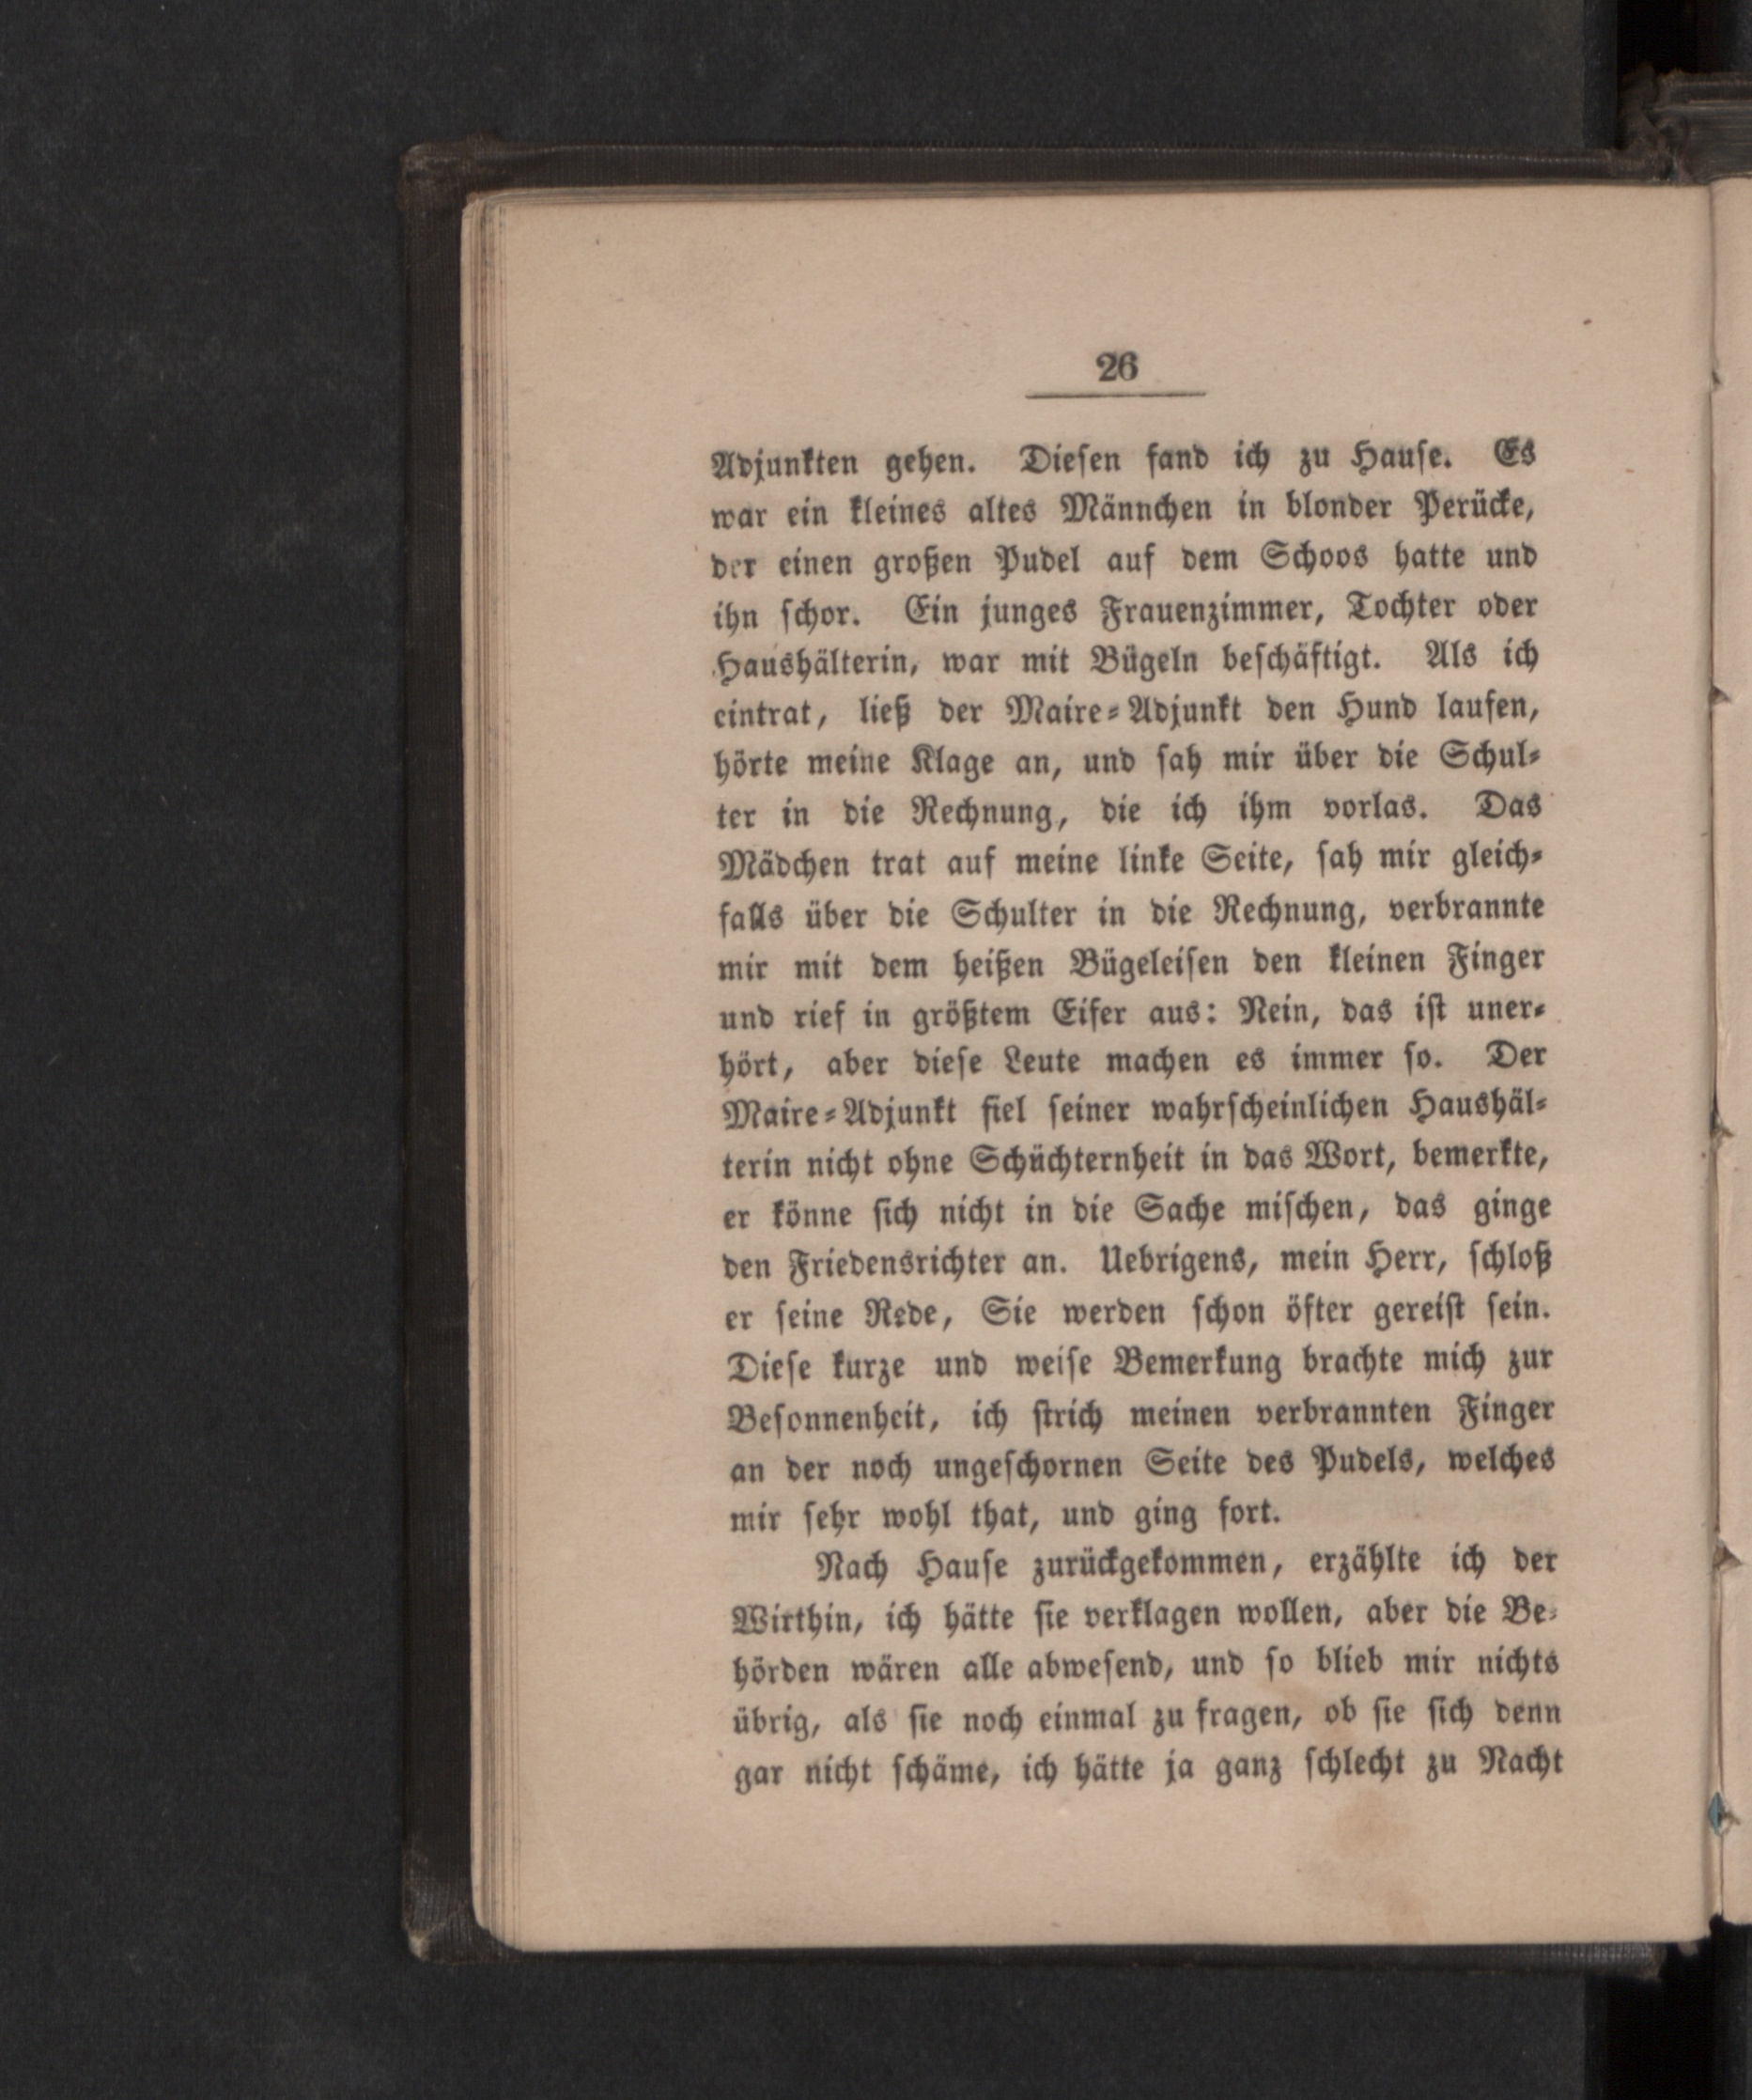 26
Adjunkten gehen. Dieſen fand ich zu Hauſe. Es
war ein kleines altes Männchen in blonder Perücke,
der einen großen Pudel auf dem Schoos hatte und
ihn ſchor. Ein junges Frauenzimmer, Tochter oder
Haushälterin, war mit Bügeln beſchäftigt. Als ich
eintrat, ließ der Maire⸗Adjunkt den Hund laufen,
hörte meine Klage an, und ſah mir über die Schul⸗
ter in die Rechnung, die ich ihm vorlas. Das
Mädchen trat auf meine linke Seite, ſah mir gleich⸗
falls über die Schulter in die Rechnung, verbrannte
mir mit dem heißen Bügeleiſen den kleinen Finger
und rief in größtem Eifer aus: Nein, das iſt uner⸗
hört, aber dieſe Leute machen es immer ſo. Der
Maire⸗Adjunkt fiel ſeiner wahrſcheinlichen Haushäl⸗
terin nicht ohne Schüchternheit in das Wort, bemerkte,
er könne ſich nicht in die Sache miſchen, das ginge
den Friedensrichter an. Uebrigens, mein Herr, ſchloß
er ſeine Rede, Sie werden ſchon öfter gereiſt ſein.
Dieſe kurze und weiſe Bemerkung brachte mich zur
Beſonnenheit, ich ſtrich meinen verbrannten Finger
an der noch ungeſchornen Seite des Pudels, welches
mir ſehr wohl that, und ging fort.
Nach Hauſe zurückgekommen, erzählte ich der
Wirthin, ich hätte ſie verklagen wollen, aber die Be⸗
hörden wären alle abweſend, und ſo blieb mir nichts
übrig, als ſie noch einmal zu fragen, ob ſie ſich denn
gar nicht ſchäme, ich hätte ja ganz ſchlecht zu Nacht